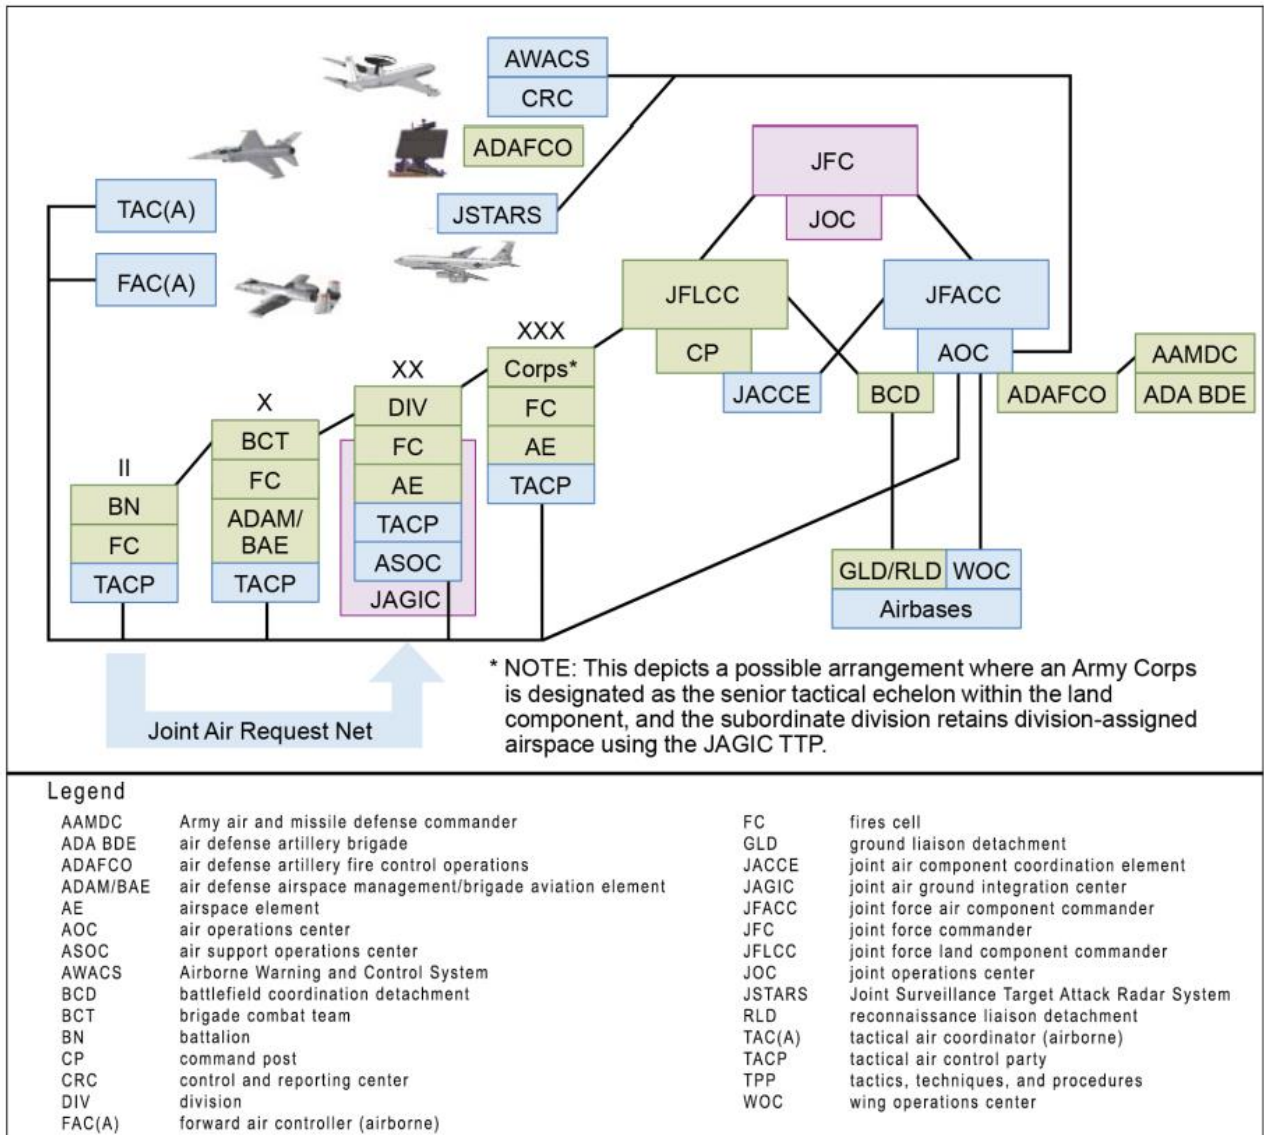 AWACS
CRC
ADAFCO
JFC
JOC
TAC(A)
JSTARS
FAC(A)
JFLCC
JFACC
CP
AOC
JACCE
BCD
ADAFCO
AAMDC
ADA BDE
XXX
Corps*
FC
AE
TACP
XX
DIV
FC
AE
TACP
ASOC
JAGIC
X
BCT
FC
ADAM/
BAE
TACP
II
BN
FC
TACP
GLD/RLD WOC
Airbases
Joint Air Request Net
* NOTE: This depicts a possible arrangement where an Army Corps
is designated as the senior tactical echelon within the land
component, and the subordinate division retains division-assigned
airspace using the JAGIC TTP.
Legend
AAMDC Army air and missile defense commander
ADA BDE air defense artillery brigade
ADAFCO air defense artillery fire control operations
ADAM/BAE air defense airspace management/brigade aviation element
AE airspace element
AOC air operations center
ASOC air support operations center
AWACS Airborne Warning and Control System
BCD battlefield coordination detachment
BCT brigade combat team
BN battalion
CP command post
CRC control and reporting center
DIV division
FAC(A) forward air controller (airborne)
FC fires cell
GLD ground liaison detachment
JACCE joint air component coordination element
JAGIC joint air ground integration center
JFACC joint force air component commander
JFC joint force commander
JFLCC joint force land component commander
JOC joint operations center
JSTARS Joint Surveillance Target Attack Radar System
RLD reconnaissance liaison detachment
TAC(A) tactical air coordinator (airborne)
TACP tactical air control party
TPP tactics, techniques, and procedures
WOC wing operations center